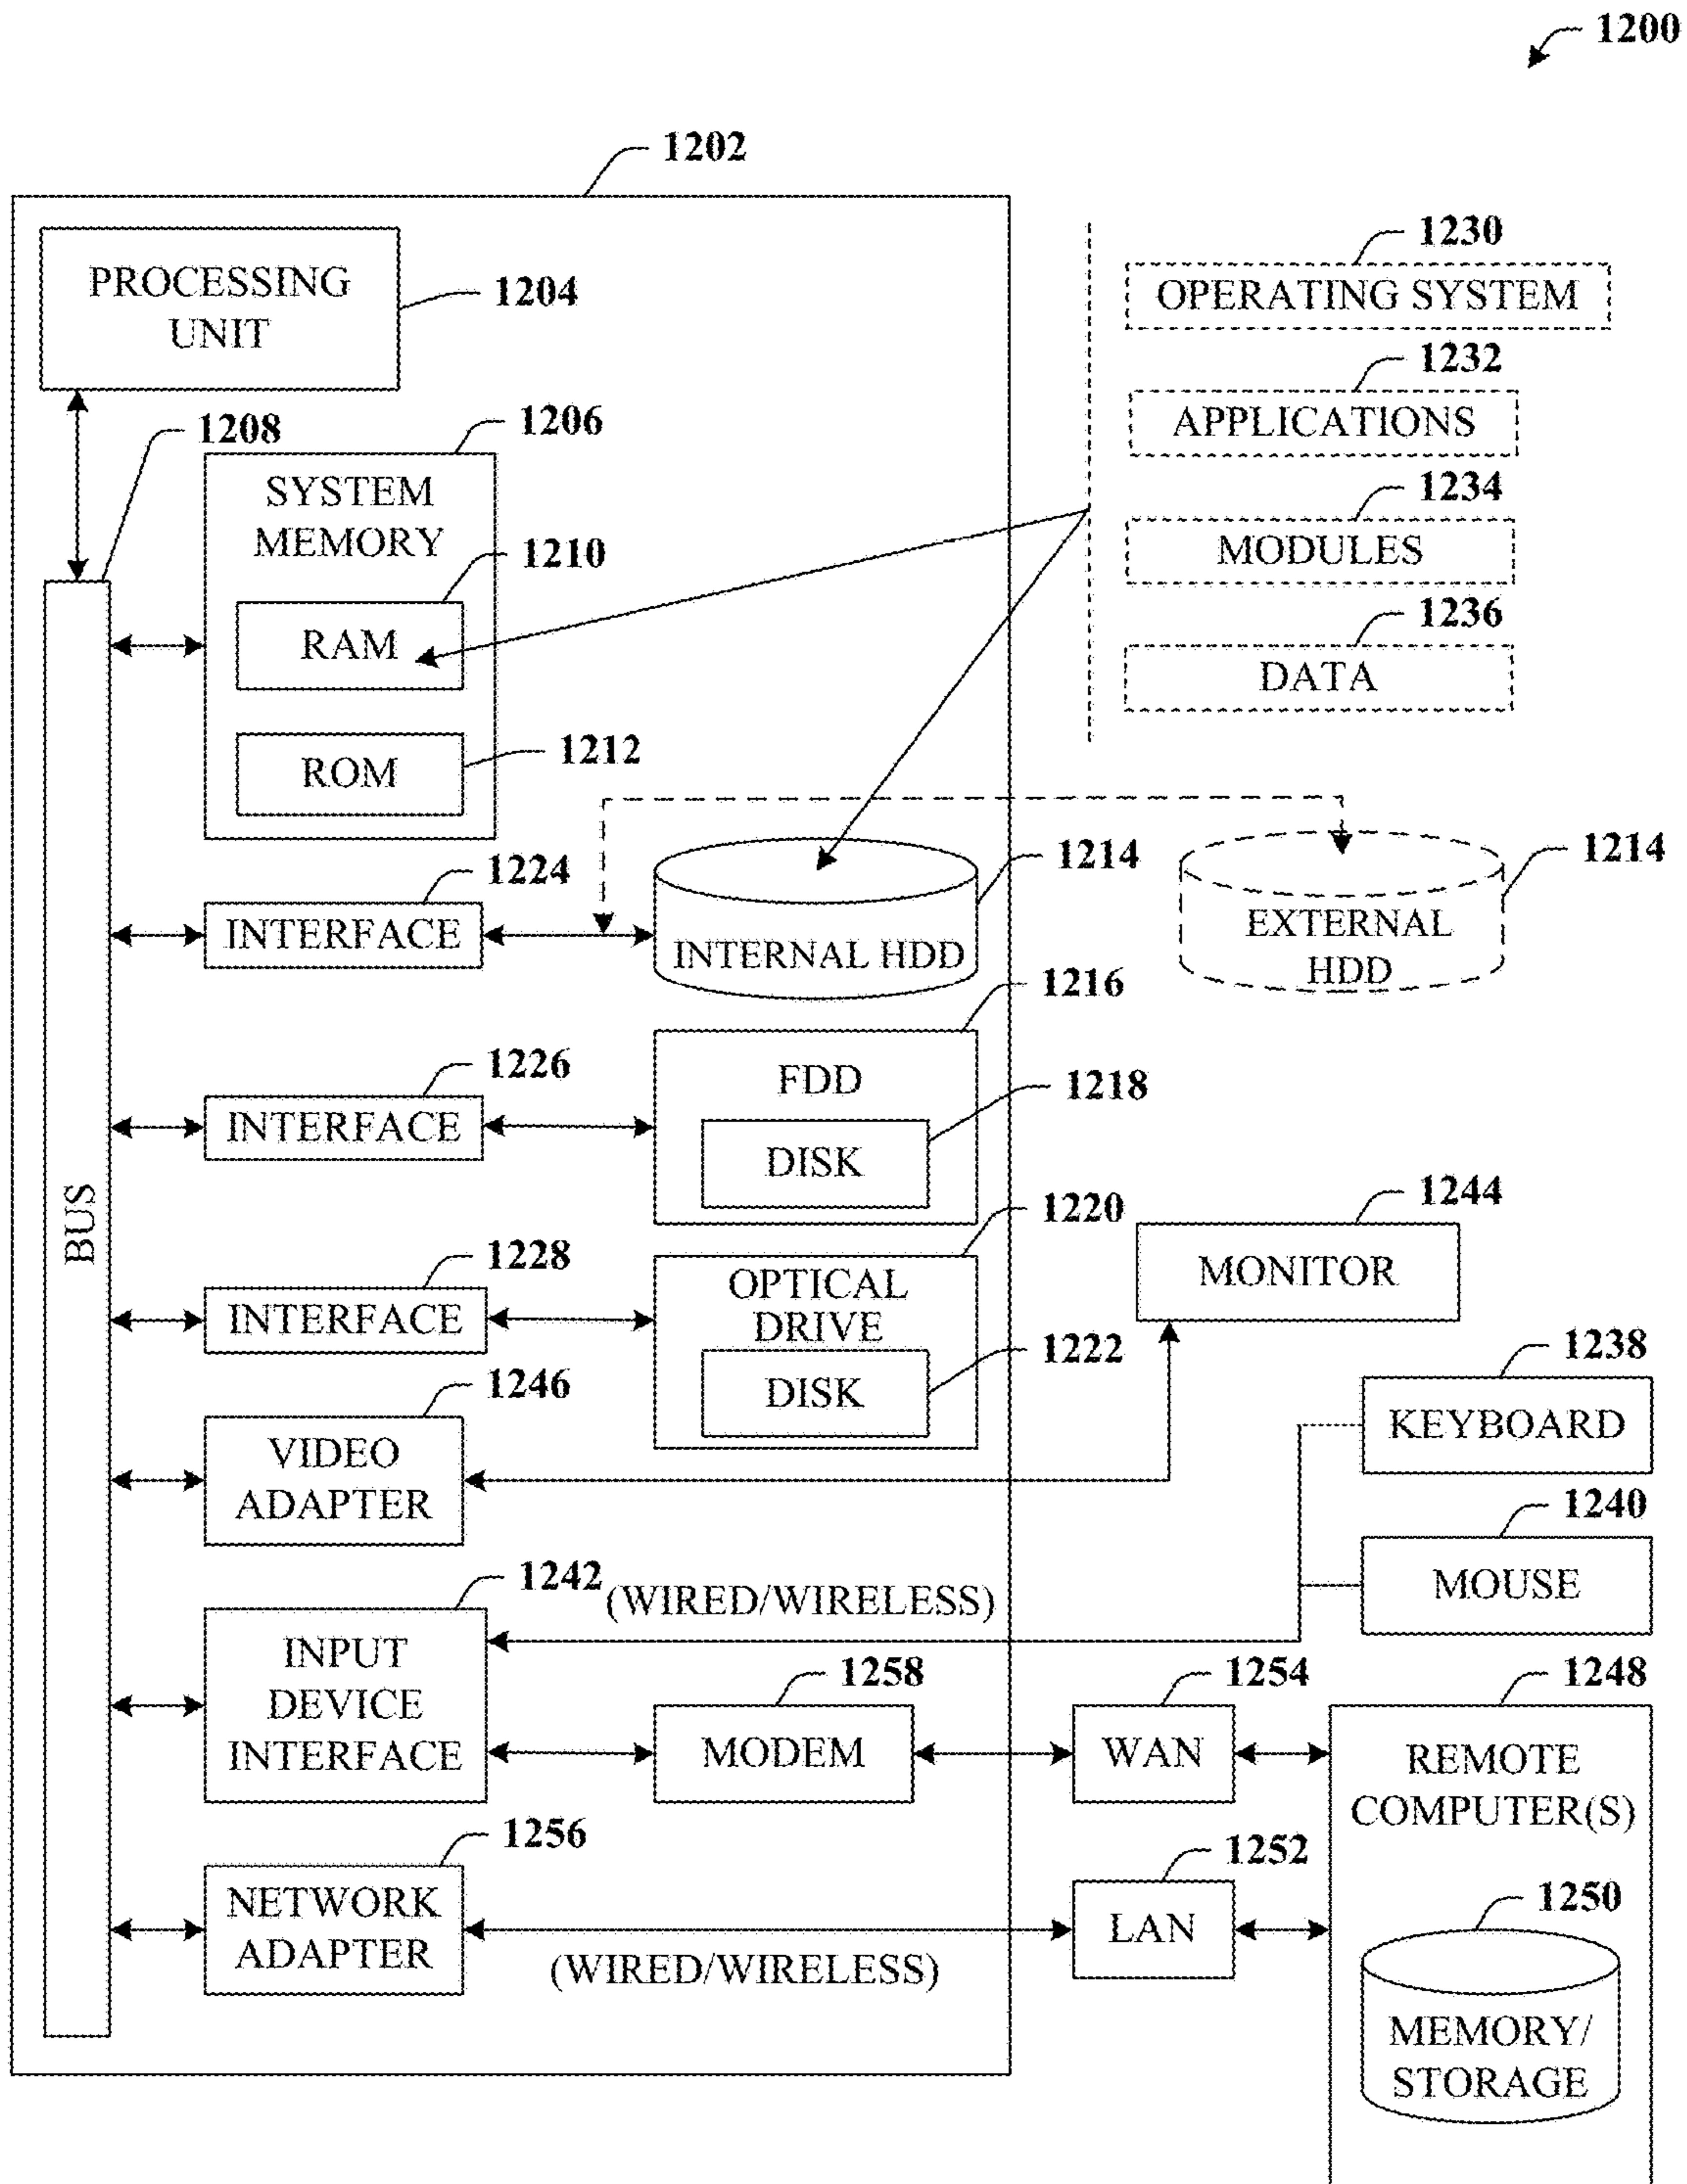 1200
1202
PROCESSING
UNIT
1204
1230
OPERATING SYSTEM
1232
APPLICATIONS
1234
MODULES
1236
DATA
1208
1206
SYSTEM
MEMORY
1210
RAM
1212
ROM
BUS
1224
INTERFACE
1214
INTERNAL HDD
1214
EXTERNAL
HDD
1226
INTERFACE
1216
FDD
1218
DISK
1228
INTERFACE
1220
OPTICAL
DRIVE
1222
DISK
1244
MONITOR
1246
VIDEO
ADAPTER
1238
KEYBOARD
1240
MOUSE
1242
(WIRED/WIRELESS)
INPUT
DEVICE
INTERFACE
1258
MODEM
1254
WAN
1248
REMOTE
COMPUTER(S)
1256
NETWORK
ADAPTER
(WIRED/WIRELESS)
1252
LAN
1250
MEMORY/
STORAGE